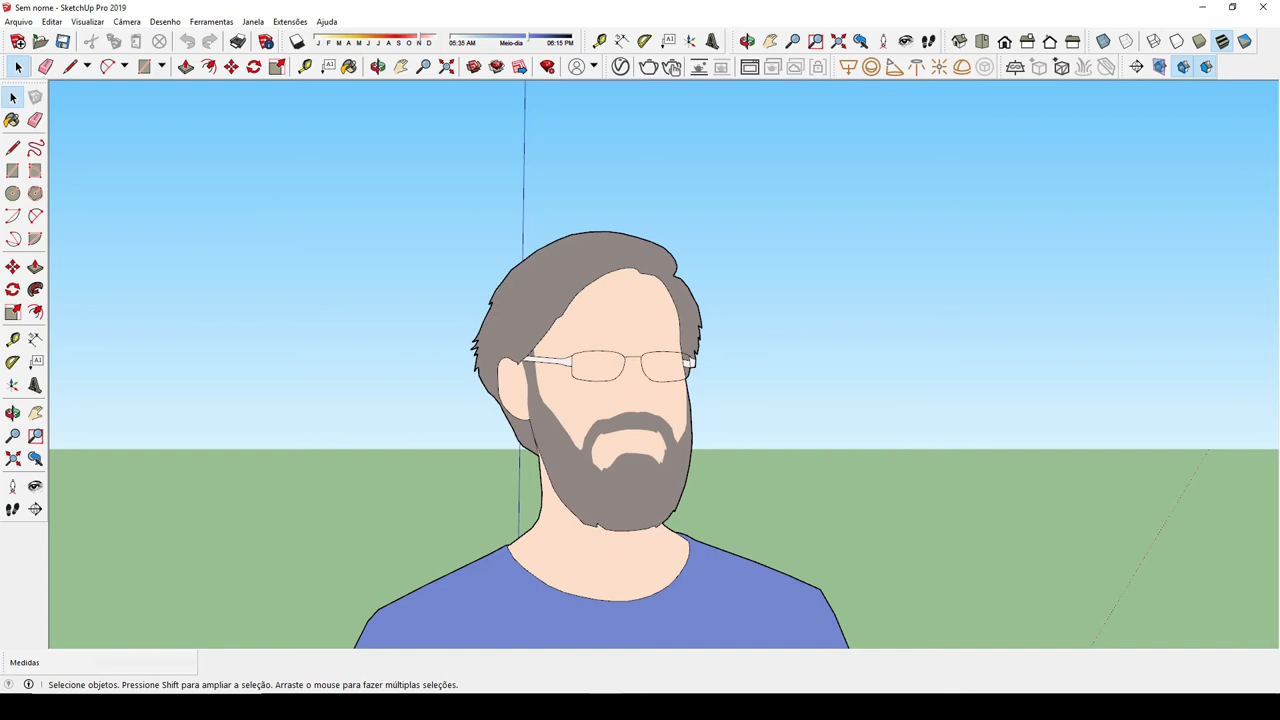 Sem nome - SketchUp Pro 2019
Arquivo Editar Visualizar Câmera Desenho Ferramentas Janela Extensões Ajuda
J F M A M J J A S O N D 05:35 AM Meio-dia 06:15 PM
Medidas
Selecione objetos. Pressione Shift para ampliar a seleção. Arraste o mouse para fazer múltiplas seleções.